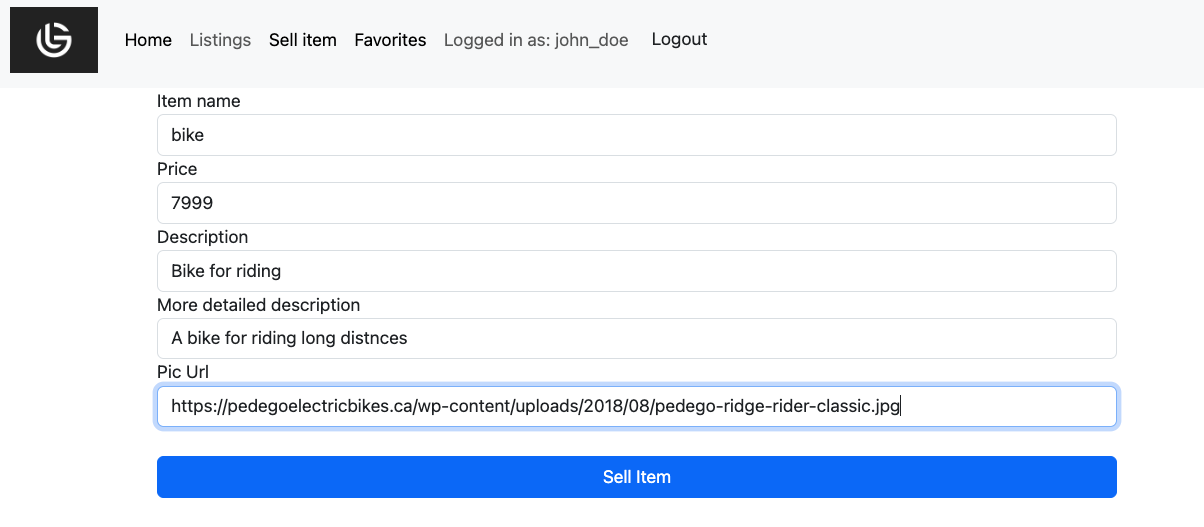 Home Listings Sell item Favorites Logged in as: john_doe Logout
Item name
bike
Price
7999
Description
Bike for riding
More detailed description
A bike for riding long distnces
Pic Url
https://pedegoelectricbikes.ca/wp-content/uploads/2018/08/pedego-ridge-rider-classic.jpg
Sell Item